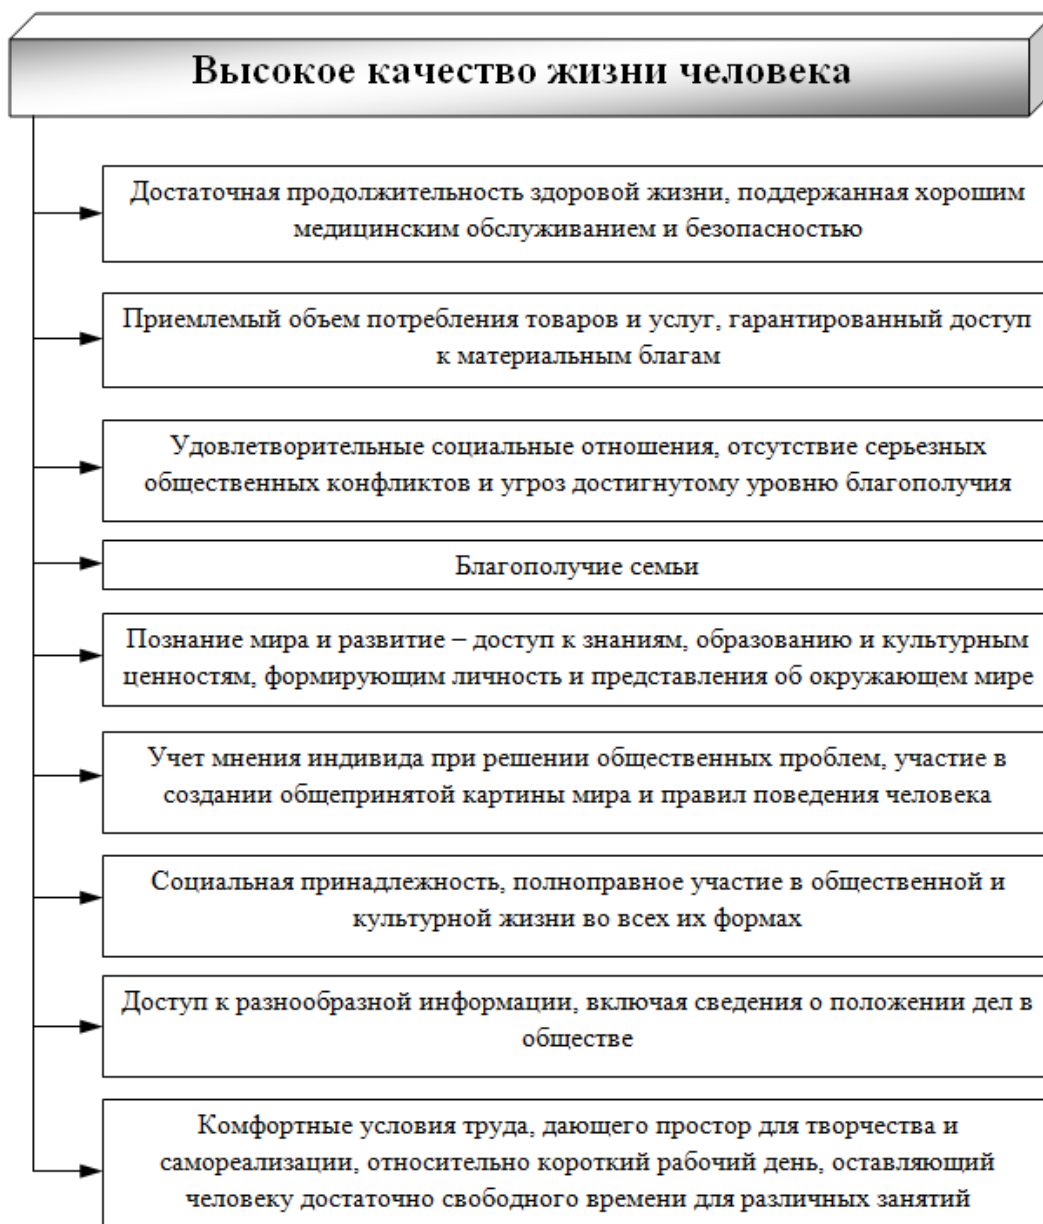 Высокое качество жизни человека
Достаточная продолжительность здоровой жизни, поддержанная хорошим
медицинским обслуживанием и безопасностью
Приемлемый объем потребления товаров и услуг, гарантированный доступ
к материальным благам
Удовлетворительные социальные отношения, отсутствие серьезных
общественных конфликтов и угроз достигнутому уровню благополучия
Благополучие семьи
Познание мира и развитие – доступ к знаниям, образованию и культурным
ценностям, формирующим личность и представления об окружающем мире
Учет мнения индивида при решении общественных проблем, участие в
создании общепринятой картины мира и правил поведения человека
Социальная принадлежность, полноправное участие в общественной и
культурной жизни во всех их формах
Доступ к разнообразной информации, включая сведения о положении дел в
обществе
Комфортные условия труда, дающего простор для творчества и
самореализации, относительно короткий рабочий день, оставляющий
человеку достаточно свободного времени для различных занятий